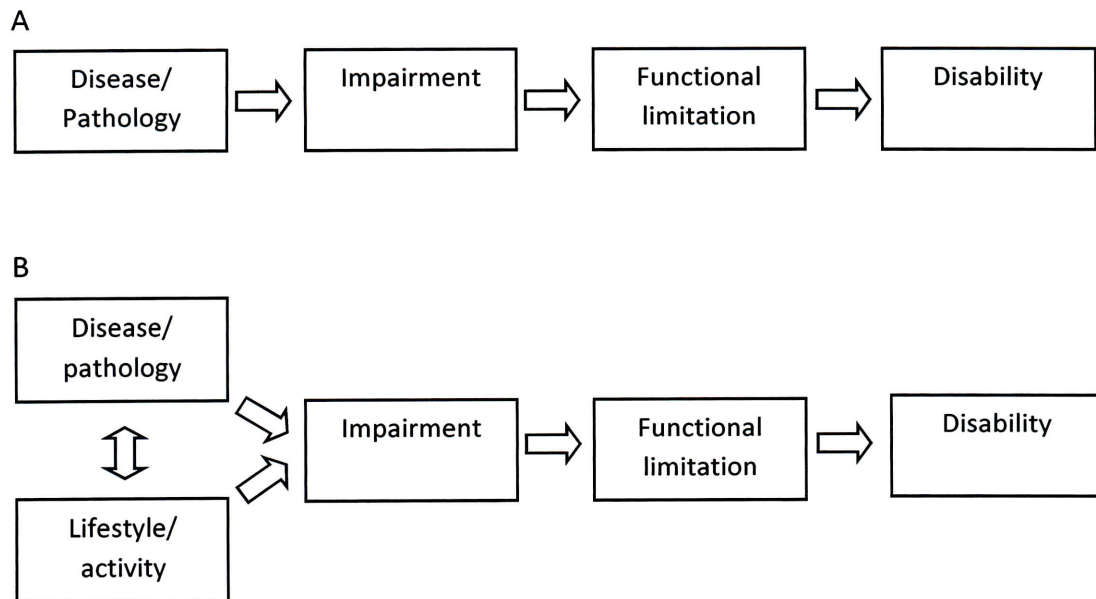 A
Disease/
Pathology
Impairment
Functional
limitation
Disability
B
Disease/
pathology
Lifestyle/
activity
Impairment
Functional
limitation
Disability